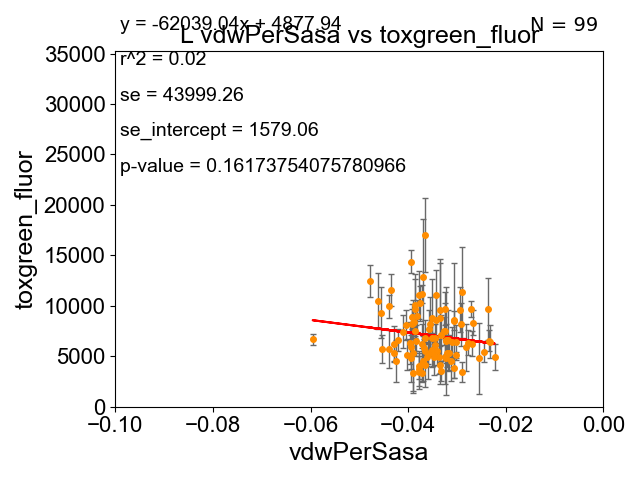 y = -62039.04x + 4877.94
N = 99
L vdwPerSasa vs toxgreen_fluor
r^2 = 0.02
se = 43999.26
se_intercept = 1579.06
p-value = 0.16173754075780966
toxgreen_fluor
35000
30000
25000
20000
15000
10000
5000
0
−0.10
−0.08
−0.06
−0.04
−0.02
0.00
vdwPerSasa